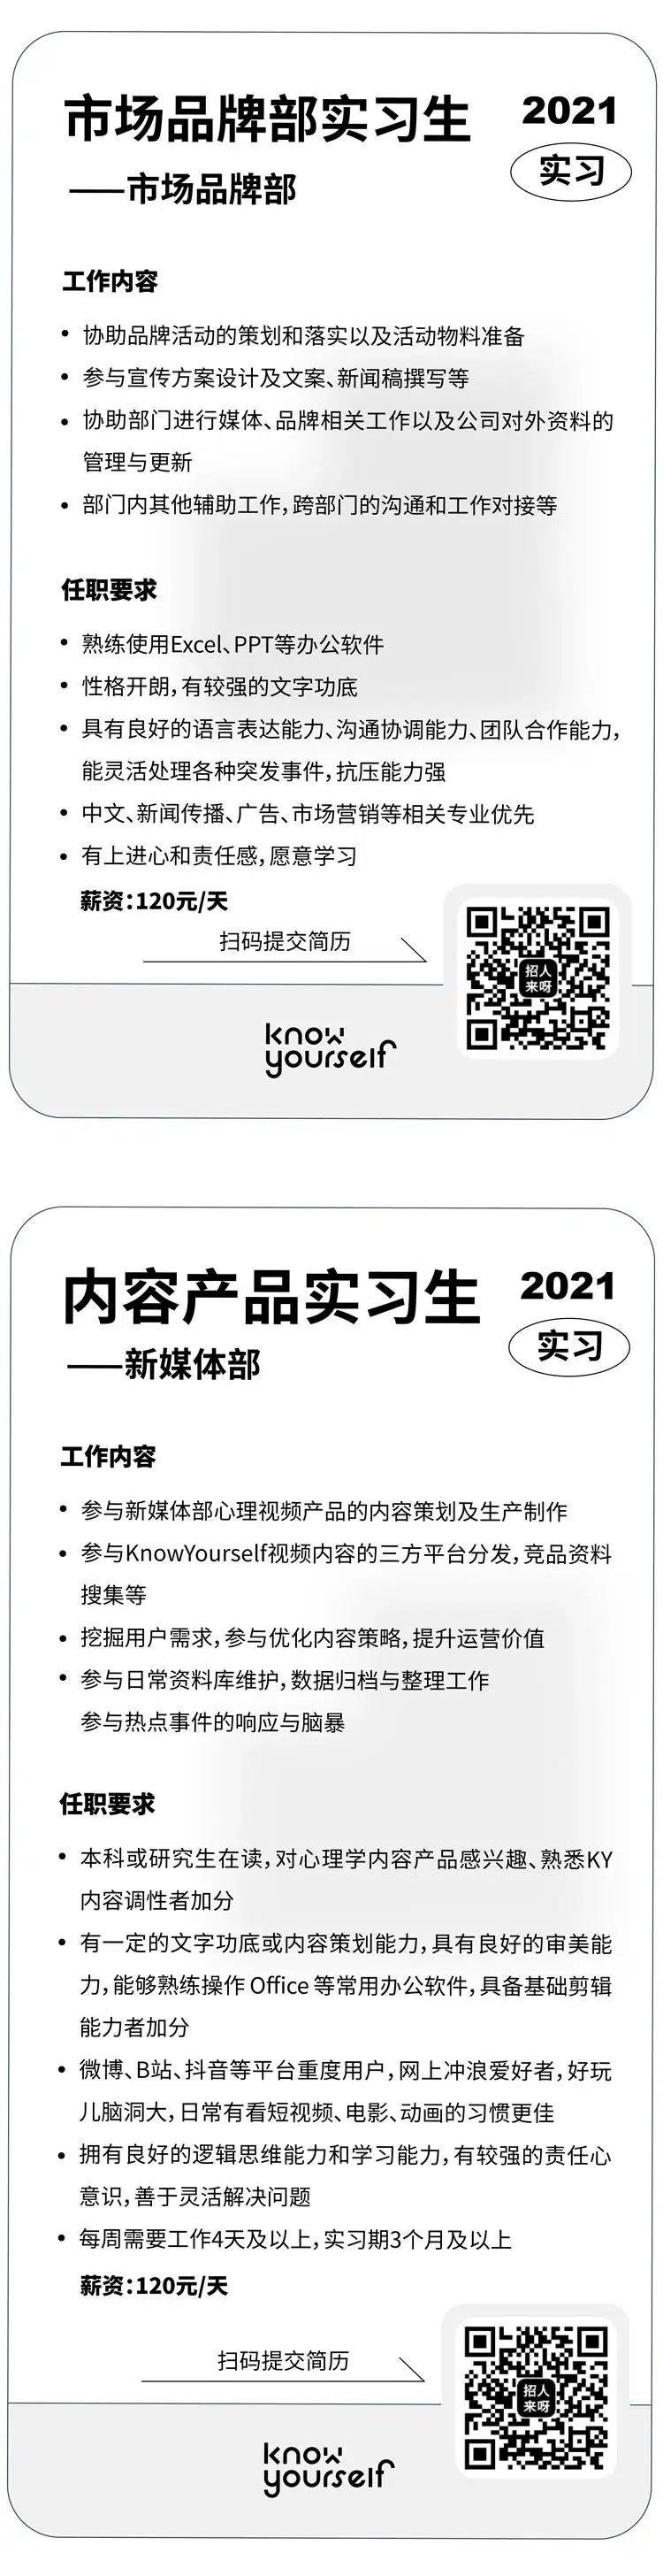 市场品牌部实习生
2021
——市场品牌部
实习
工作内容
• 协助品牌活动的策划和落实以及活动物料准备
• 参与宣传方案设计及文案、新闻稿撰写等
• 协助部门进行媒体、品牌相关工作以及公司对外资料的
管理与更新
• 部门内其他辅助工作，跨部门的沟通和工作对接等
任职要求
• 熟练使用Excel、PPT等办公软件
• 性格开朗，有较强的文字功底
• 具有良好的语言表达能力、沟通协调能力、团队合作能力，
能灵活处理各种突发事件，抗压能力强
• 中文、新闻传播、广告、市场营销等相关专业优先
• 有上进心和责任感，愿意学习
薪资：120元/天
扫码提交简历
招人
来呀
know
yourself
内容产品实习生
2021
——新媒体部
实习
工作内容
• 参与新媒体部心理视频产品的内容策划及生产制作
• 参与KnowYourself视频内容的三方平台分发，竞品资料
搜集等
• 挖掘用户需求，参与优化内容策略，提升运营价值
• 参与日常资料库维护，数据归档与整理工作
参与热点事件的响应与脑暴
任职要求
• 本科或研究生在读，对心理学内容产品感兴趣、熟悉KY
内容调性者加分
• 有一定的文字功底或内容策划能力，具有良好的审美能
力，能够熟练操作 Office 等常用办公软件，具备基础剪辑
能力者加分
• 微博、B站、抖音等平台重度用户，网上冲浪爱好者，好玩
儿脑洞大，日常有看短视频、电影、动画的习惯更佳
• 拥有良好的逻辑思维能力和学习能力，有较强的责任心
意识，善于灵活解决问题
• 每周需要工作4天及以上，实习期3个月及以上
薪资：120元/天
扫码提交简历
招人
来呀
know
yourself